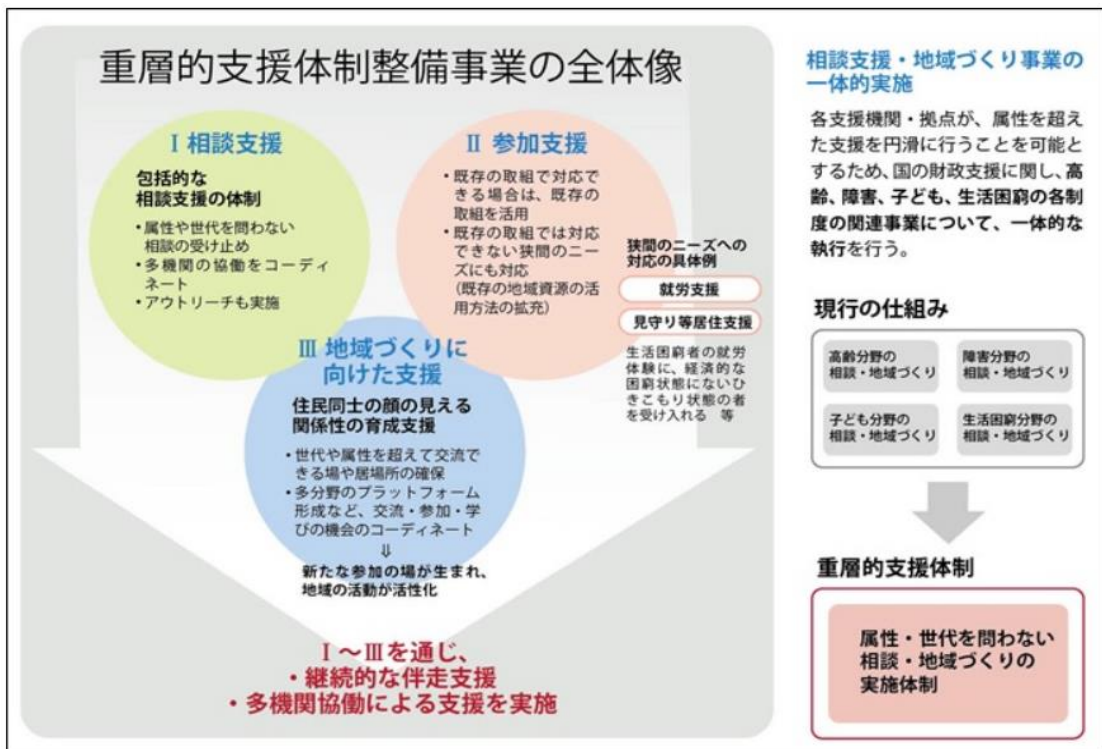 重層的支援体制整備事業の全体像
Ⅰ 相談支援
包括的な
相談支援の体制
・属性や世代を問わない
相談の受け止め
・多機関の協働をコーディ
ネート
・アウトリーチも実施
Ⅱ 参加支援
・既存の取組で対応で
きる場合は、既存の
取組を活用
・既存の取組では対応
できない狭間のニー
ズにも対応
(既存の地域資源の活
用方法の拡充)
狭間のニーズへの
対応の具体例
就労支援
見守り等居住支援
生活困窮者の就労
体験に、経済的な
困窮状態にないひ
きこもり状態の者
を受け入れる 等
Ⅲ 地域づくりに
向けた支援
住民同士の顔の見える
関係性の育成支援
・世代や属性を超えて交流で
きる場や居場所の確保
・多分野のプラットフォーム
形成など、交流・参加・学
びの機会のコーディネート
⇓
新たな参加の場が生まれ、
地域の活動が活性化
Ⅰ～Ⅲを通じ、
・継続的な伴走支援
・多機関協働による支援を実施
相談支援・地域づくり事業の
一体的実施
各支援機関・拠点が、属性を超え
た支援を円滑に行うことを可能と
するため、国の財政支援に関し、高
齢、障害、子ども、生活困窮の各制
度の関連事業について、一体的な
執行を行う。
現行の仕組み
高齢分野の
相談・地域づくり
障害分野の
相談・地域づくり
子ども分野の
相談・地域づくり
生活困窮分野の
相談・地域づくり
重層的支援体制
属性・世代を問わない
相談・地域づくりの
実施体制